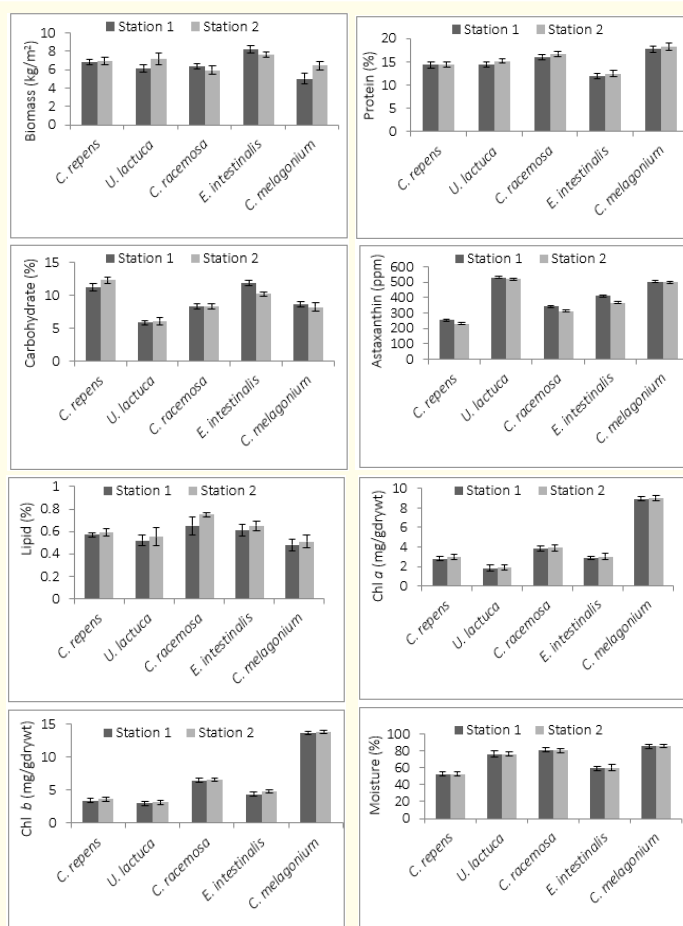 Biomass (kg/m²)
10
8
6
4
2
0
Station 1 Station 2
C. repens
U. lactuca
C. racemosa
E. intestinalis
C. melagonium
Protein (%)
20
15
10
5
0
Station 1 Station 2
C. repens
U. lactuca
C. racemosa
E. intestinalis
C. melagonium
Carbohydrate (%)
15
10
5
0
Station 1 Station 2
C. repens
U. lactuca
C. racemosa
E. intestinalis
C. melagonium
Astaxanthin (ppm)
600
500
400
300
200
100
0
Station 1 Station 2
C. repens
U. lactuca
C. racemosa
E. intestinalis
C. melagonium
Lipid (%)
1
0.8
0.6
0.4
0.2
0
Station 1 Station 2
C. repens
U. lactuca
C. racemosa
E. intestinalis
C. melagonium
Chl a (mg/gdrywt)
10
8
6
4
2
0
Station 1 Station 2
C. repens
U. lactuca
C. racemosa
E. intestinalis
C. melagonium
Chl b (mg/gdrywt)
15
10
5
0
Station 1 Station 2
C. repens
U. lactuca
C. racemosa
E. intestinalis
C. melagonium
Moisture (%)
100
80
60
40
20
0
Station 1 Station 2
C. repens
U. lactuca
C. racemosa
E. intestinalis
C. melagonium